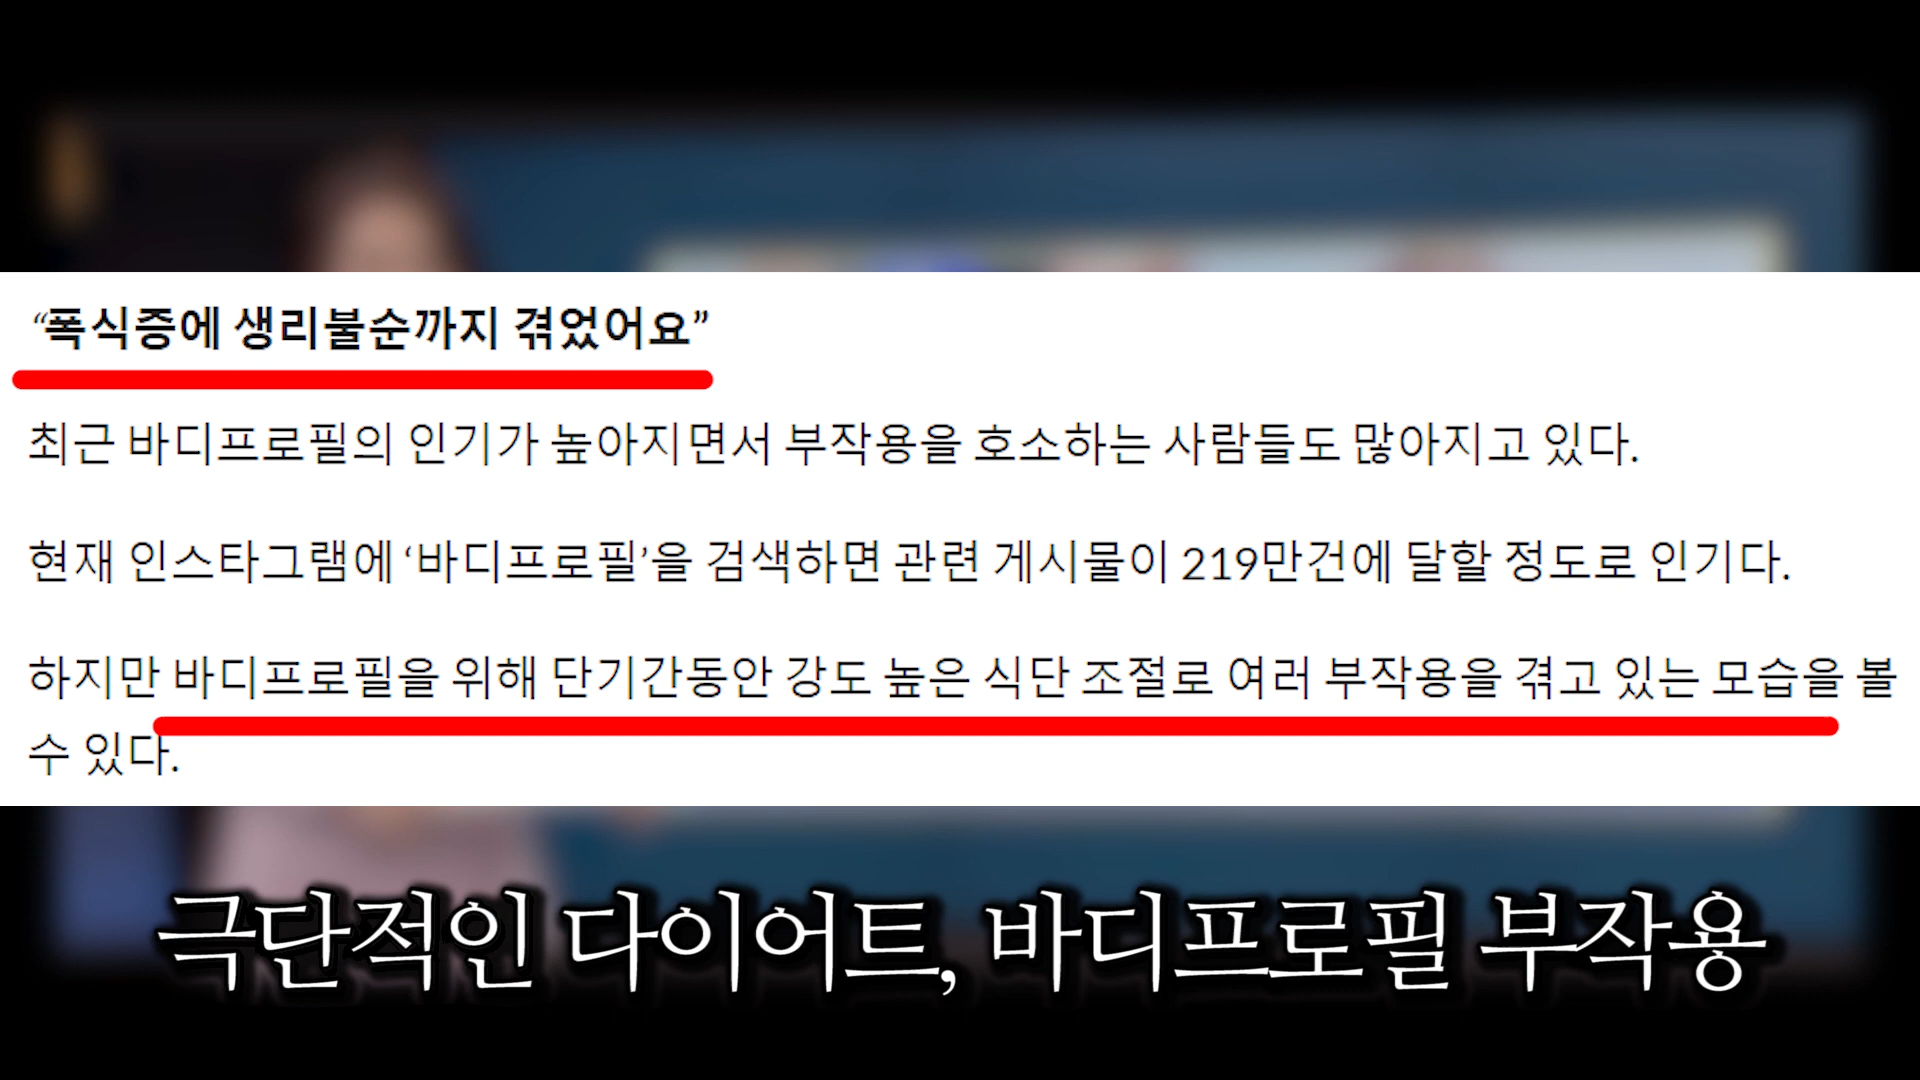 “폭식증에 생리불순까지 겪었어요”
최근 바디프로필의 인기가 높아지면서 부작용을 호소하는 사람들도 많아지고 있다.
현재 인스타그램에 ‘바디프로필’을 검색하면 관련 게시물이 219만건에 달할 정도로 인기다.
하지만 바디프로필을 위해 단기간동안 강도 높은 식단 조절로 여러 부작용을 겪고 있는 모습을 볼
수 있다.
극단적인 다이어트, 바디프로필 부작용